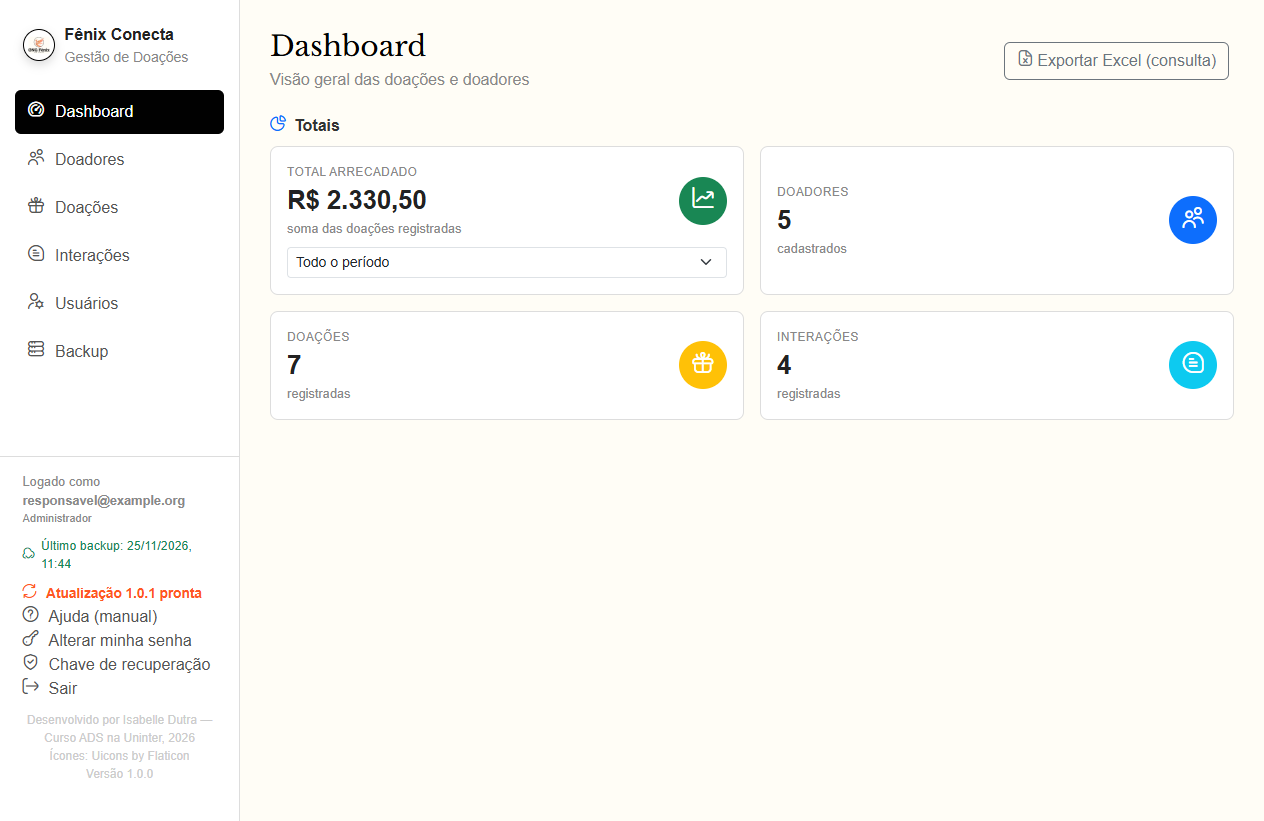 Fênix Conecta
Gestão de Doações
Dashboard
Doadores
Doações
Interações
Usuários
Backup
Logado como
responsavel@example.org
Administrador
Último backup: 25/11/2026,
11:44
Atualização 1.0.1 pronta
Ajuda (manual)
Alterar minha senha
Chave de recuperação
Sair
Desenvolvido por Isabelle Dutra —
Curso ADS na Uninter, 2026
Ícones: Uicons by Flaticon
Versão 1.0.0
Dashboard
Visão geral das doações e doadores
Exportar Excel (consulta)
Totais
TOTAL ARRECADADO
R$ 2.330,50
soma das doações registradas
Todo o período
DOADORES
5
cadastrados
DOAÇÕES
7
registradas
INTERAÇÕES
4
registradas